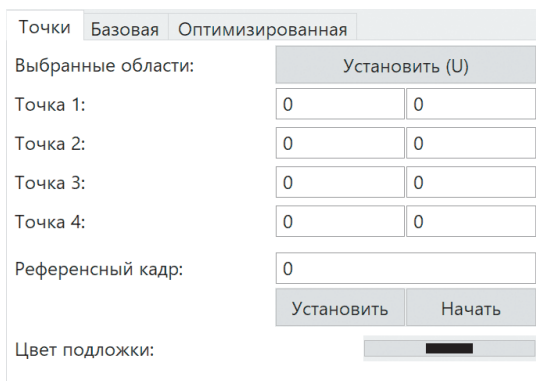 Точки Базовая Оптимизированная
Выбранные области: Установить (U)
Точка 1: 0 0
Точка 2: 0 0
Точка 3: 0 0
Точка 4: 0 0
Референсный кадр: 0
Установить Начать
Цвет подложки: